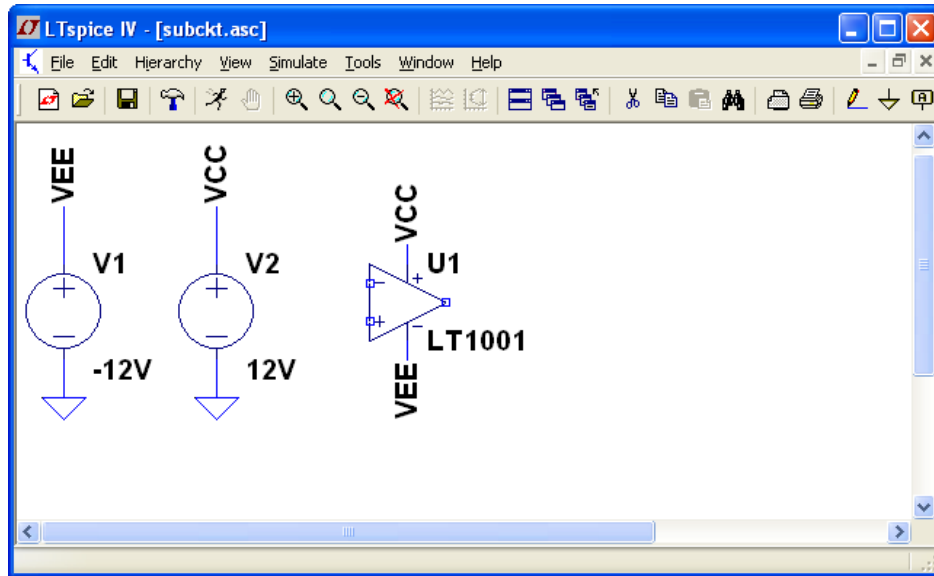 LTspice IV - [subckt.asc]
File Edit Hierarchy View Simulate Tools Window Help
VEE
VCC
VCC
V1
V2
U1
-12V
12V
LT1001
VEE